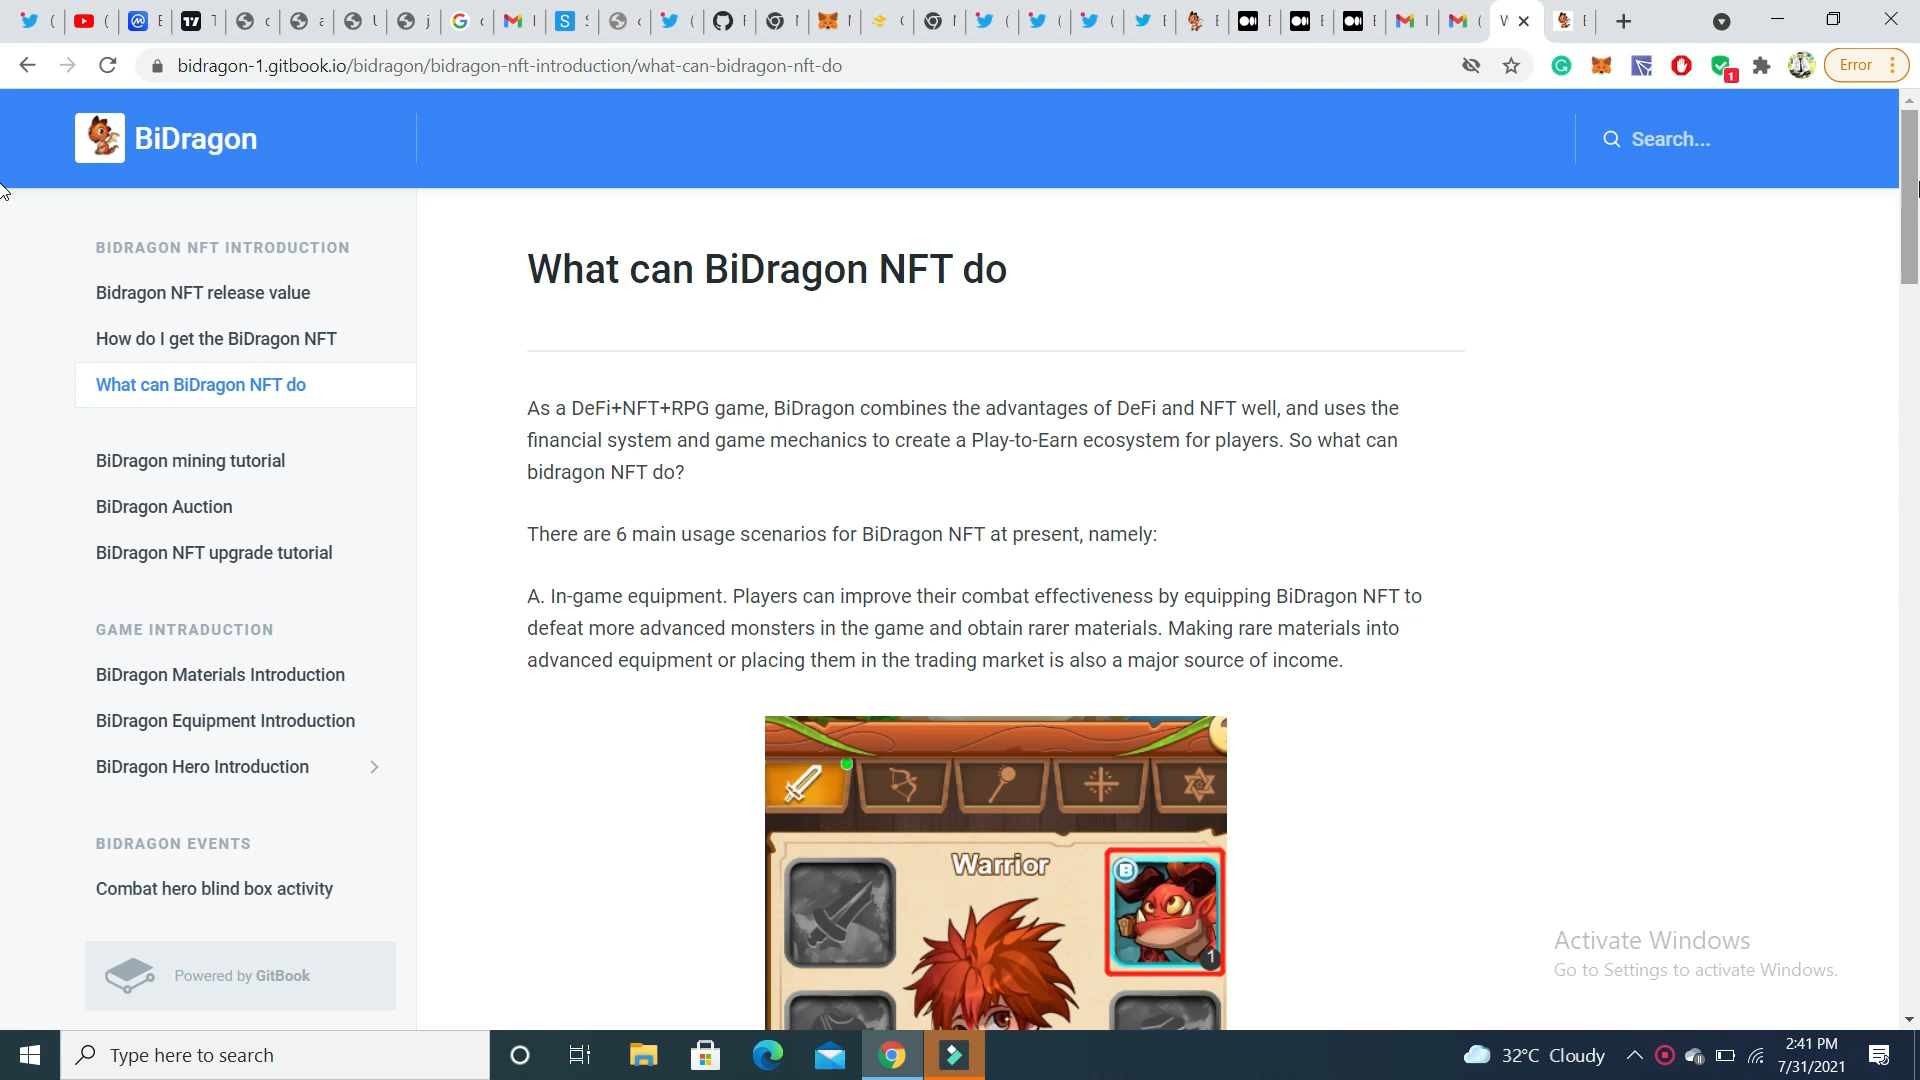 bidragon-1.gitbook.io/bidragon/bidragon-nft-introduction/what-can-bidragon-nft-do
Error
1
BiDragon
Search...
BIDRAGON NFT INTRODUCTION
Bidragon NFT release value
How do I get the BiDragon NFT
What can BiDragon NFT do
BiDragon mining tutorial
BiDragon Auction
BiDragon NFT upgrade tutorial
GAME INTRADUCTION
BiDragon Materials Introduction
BiDragon Equipment Introduction
BiDragon Hero Introduction
BIDRAGON EVENTS
Combat hero blind box activity
Powered by GitBook
What can BiDragon NFT do
As a DeFi+NFT+RPG game, BiDragon combines the advantages of DeFi and NFT well, and uses the
financial system and game mechanics to create a Play-to-Earn ecosystem for players. So what can
bidragon NFT do?
There are 6 main usage scenarios for BiDragon NFT at present, namely:
A. In-game equipment. Players can improve their combat effectiveness by equipping BiDragon NFT to
defeat more advanced monsters in the game and obtain rarer materials. Making rare materials into
advanced equipment or placing them in the trading market is also a major source of income.
Warrior
B
1
Activate Windows
Go to Settings to activate Windows.
Type here to search
32°C Cloudy
2:41 PM
7/31/2021